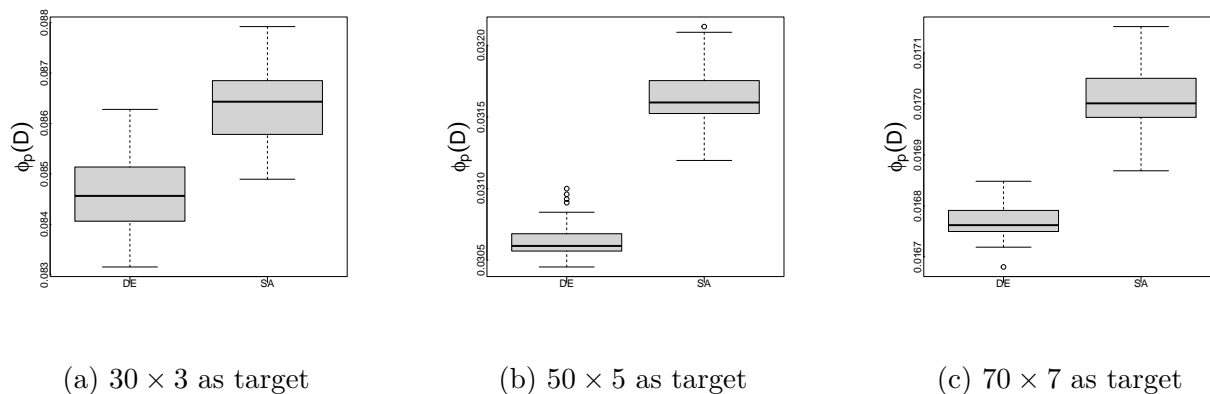 ϕp(D)
0.083
0.084
0.085
0.086
0.087
0.088
DE
SA
(a) 30 × 3 as target
ϕp(D)
0.0305
0.0310
0.0315
0.0320
DE
SA
(b) 50 × 5 as target
ϕp(D)
0.0167
0.0168
0.0169
0.0170
0.0171
DE
SA
(c) 70 × 7 as target